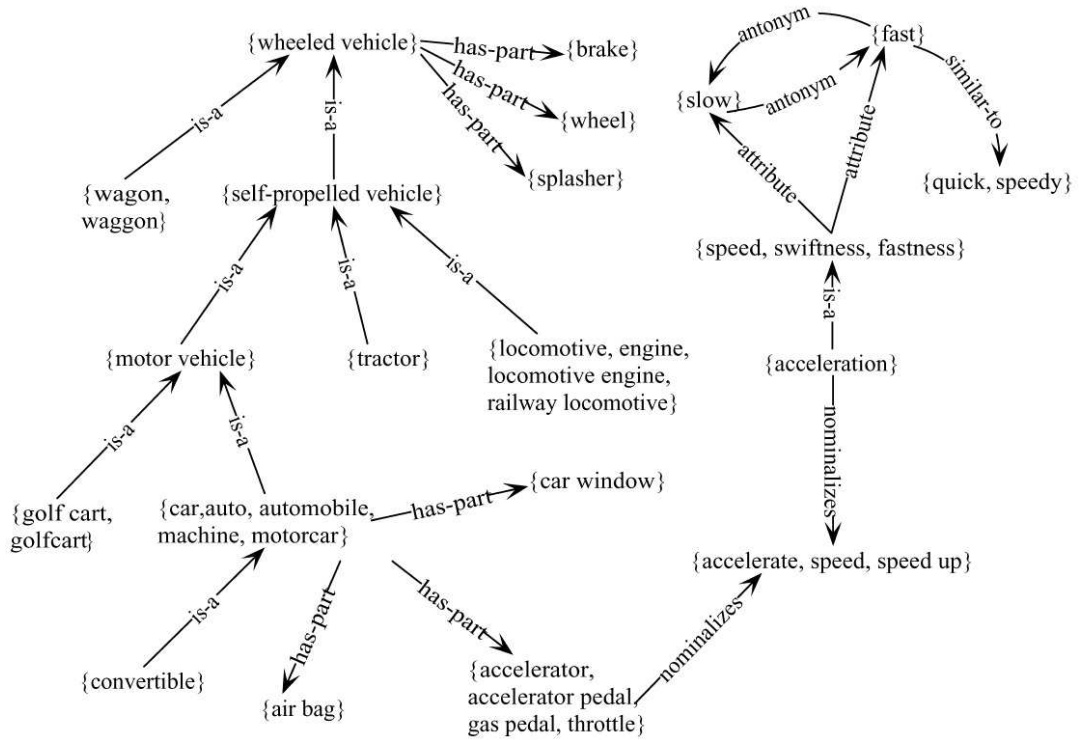 antonym
{fast}
{wheeled vehicle}
has-part
{brake}
similar-to
has-part
{slow}
antonym
is-a
is-a
has-part
{wheel}
attribute
attribute
{splasher}
{quick, speedy}
{wagon,
waggon}
{self-propelled vehicle}
{speed, swiftness, fastness}
is-a
is-a
is-a
is-a
{motor vehicle}
{tractor}
{locomotive, engine,
locomotive engine,
railway locomotive}
{acceleration}
is-a
is-a
nominalizes
{car window}
has-part
{golf cart,
golfcart}
{car,auto, automobile,
machine, motorcar}
{accelerate, speed, speed up}
is-a
has-part
has-part
nominalizes
{convertible}
{air bag}
{accelerator,
accelerator pedal,
gas pedal, throttle}